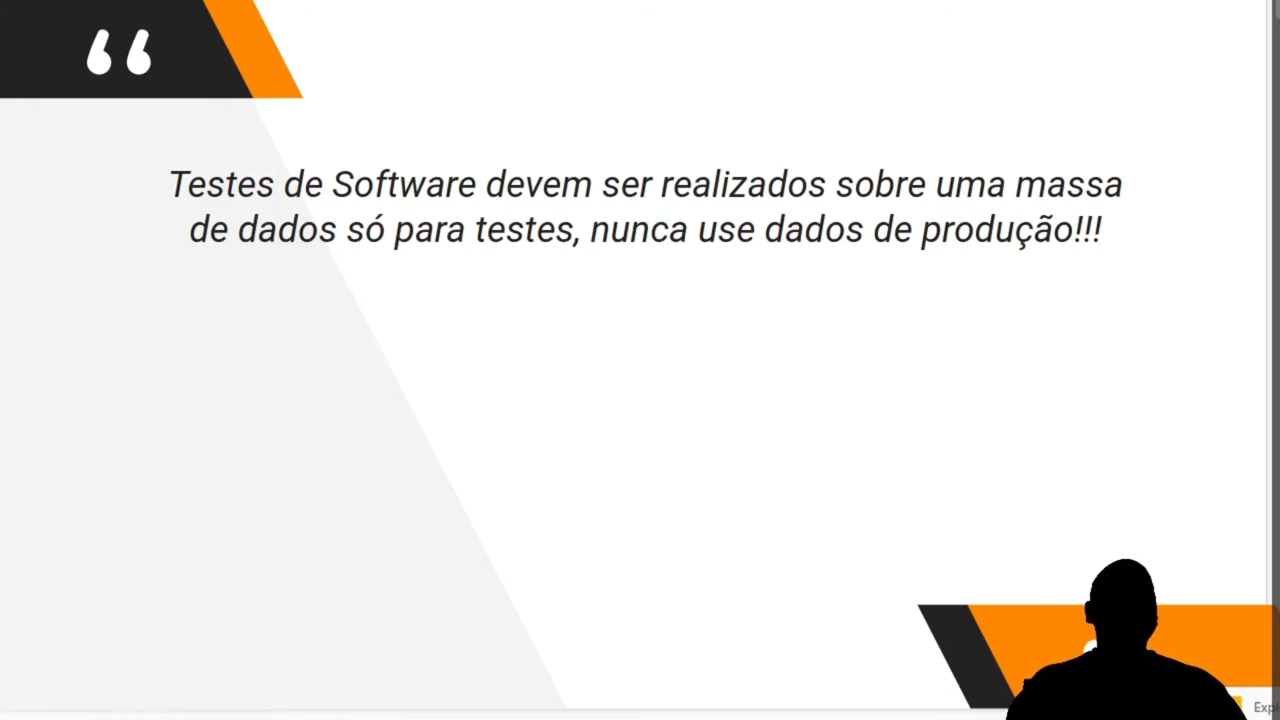 “
Testes de Software devem ser realizados sobre uma massa
de dados só para testes, nunca use dados de produção!!!